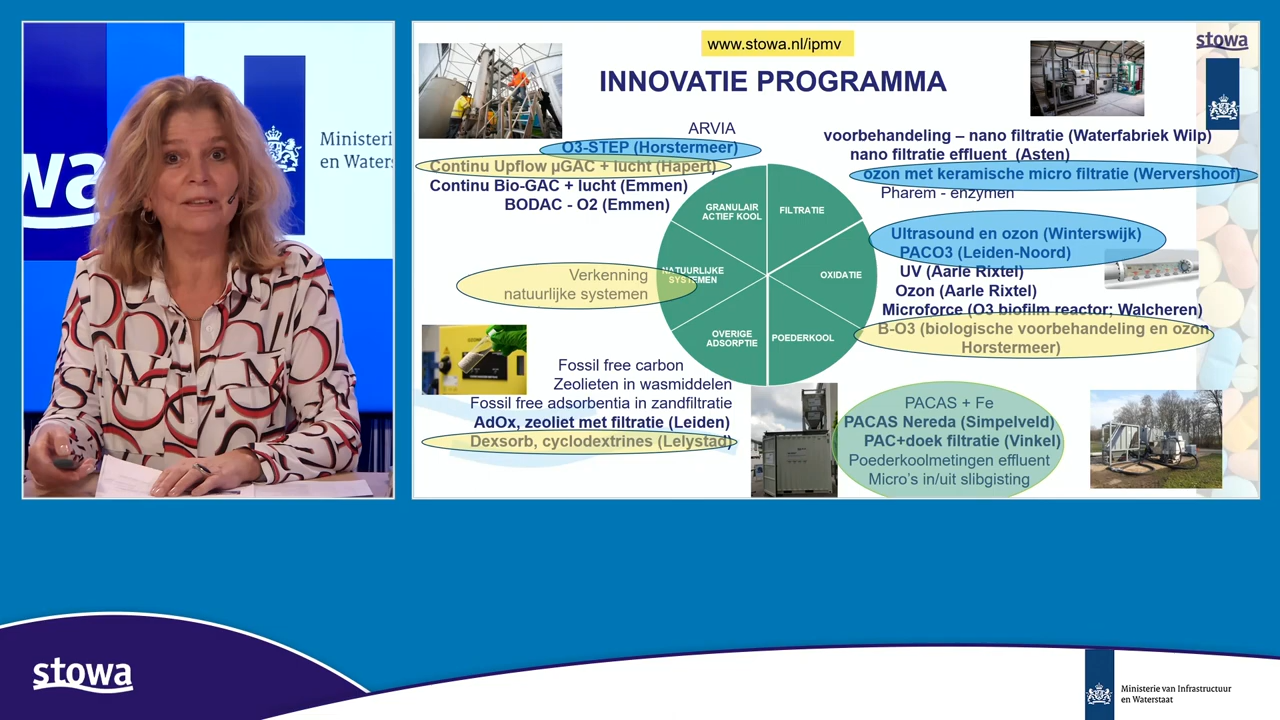 wa
Ministerie
en Waters
www.stowa.nl/ipmv
stowa
INNOVATIE PROGRAMMA
ARVIA
O3-STEP (Horstermeer)
Continu Upflow µGAC + lucht (Hapert)
Continu Bio-GAC + lucht (Emmen)
BODAC - O2 (Emmen)
voorbehandeling – nano filtratie (Waterfabriek Wilp)
nano filtratie effluent (Asten)
ozon met keramische micro filtratie (Wervershoof)
Pharem - enzymen
GRANULAIR
ACTIEF KOOL
FILTRATIE
Ultrasound en ozon (Winterswijk)
PACO3 (Leiden-Noord)
UV (Aarle Rixtel)
Ozon (Aarle Rixtel)
Microforce (O3 biofilm reactor; Walcheren)
B-O3 (biologische voorbehandeling en ozon
Horstermeer)
Verkenning
natuurlijke systemen
NATUURLIJKE
SYSTEMEN
OXIDATIE
OVERIGE
ADSORPTIE
POEDERKOOL
Fossil free carbon
Zeolieten in wasmiddelen
Fossil free adsorbentia in zandfiltratie
AdOx, zeoliet met filtratie (Leiden)
Dexsorb, cyclodextrines (Lelystad)
PACAS + Fe
PACAS Nereda (Simpelveld)
PAC+doek filtratie (Vinkel)
Poederkoolmetingen effluent
Micro's in/uit slibgisting
stowa
Ministerie van Infrastructuur
en Waterstaat